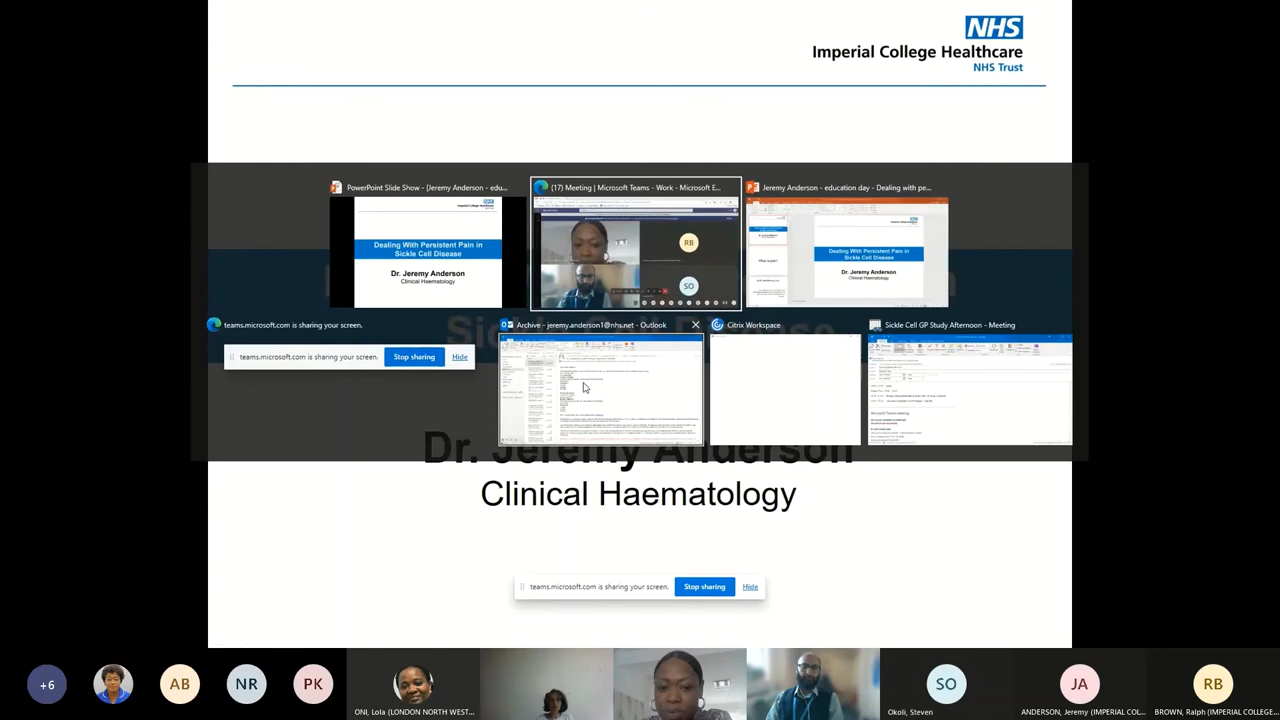 NHS
Imperial College Healthcare
NHS Trust
PowerPoint Slide Show - [Jeremy Anderson - edu...
(17) Meeting | Microsoft Teams - Work - Microsoft E...
Jeremy Anderson - education day - Dealing with pe...
Dealing With Persistent Pain in
Sickle Cell Disease
Dr. Jeremy Anderson
Clinical Haematology
RB
SO
Dealing With Persistent Pain in
Sickle Cell Disease
Dr. Jeremy Anderson
Clinical Haematology
teams.microsoft.com is sharing your screen.
Archive - jeremy.anderson1@nhs.net - Outlook
Citrix Workspace
Sickle Cell GP Study Afternoon - Meeting
teams.microsoft.com is sharing your screen.
Stop sharing
Hide
Dr. Jeremy Anderson
Clinical Haematology
teams.microsoft.com is sharing your screen.
Stop sharing
Hide
+6
AB
NR
PK
SO
JA
RB
ONI, Lola (LONDON NORTH WEST...
Okoli, Steven
ANDERSON, Jeremy (IMPERIAL COL...
BROWN, Ralph (IMPERIAL COLLEGE...